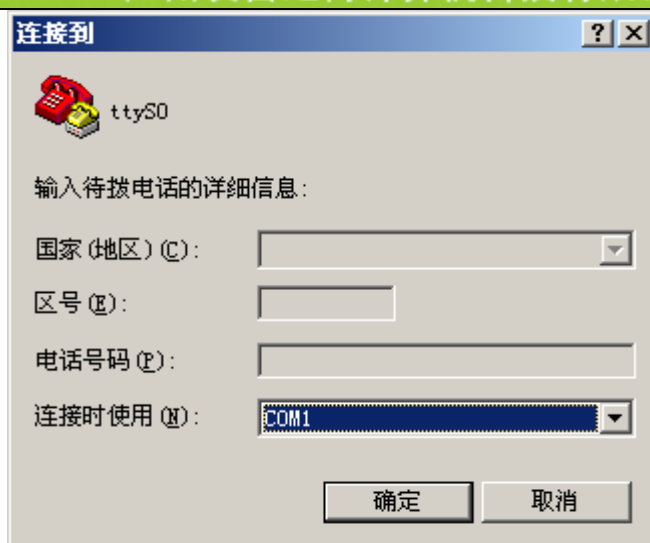 连接到
ttyS0
输入待拨电话的详细信息:
国家(地区)(C):
区号(E):
电话号码(P):
连接时使用(N): COM1
确定 取消